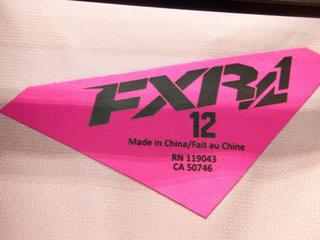 FXR
12
Made in China/Fait au Chine
RN 119043
CA 50746